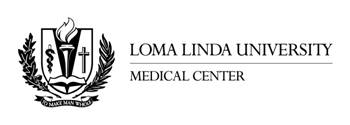 LOMA LINDA UNIVERSITY
MEDICAL CENTER
TO MAKE MAN WHOLE